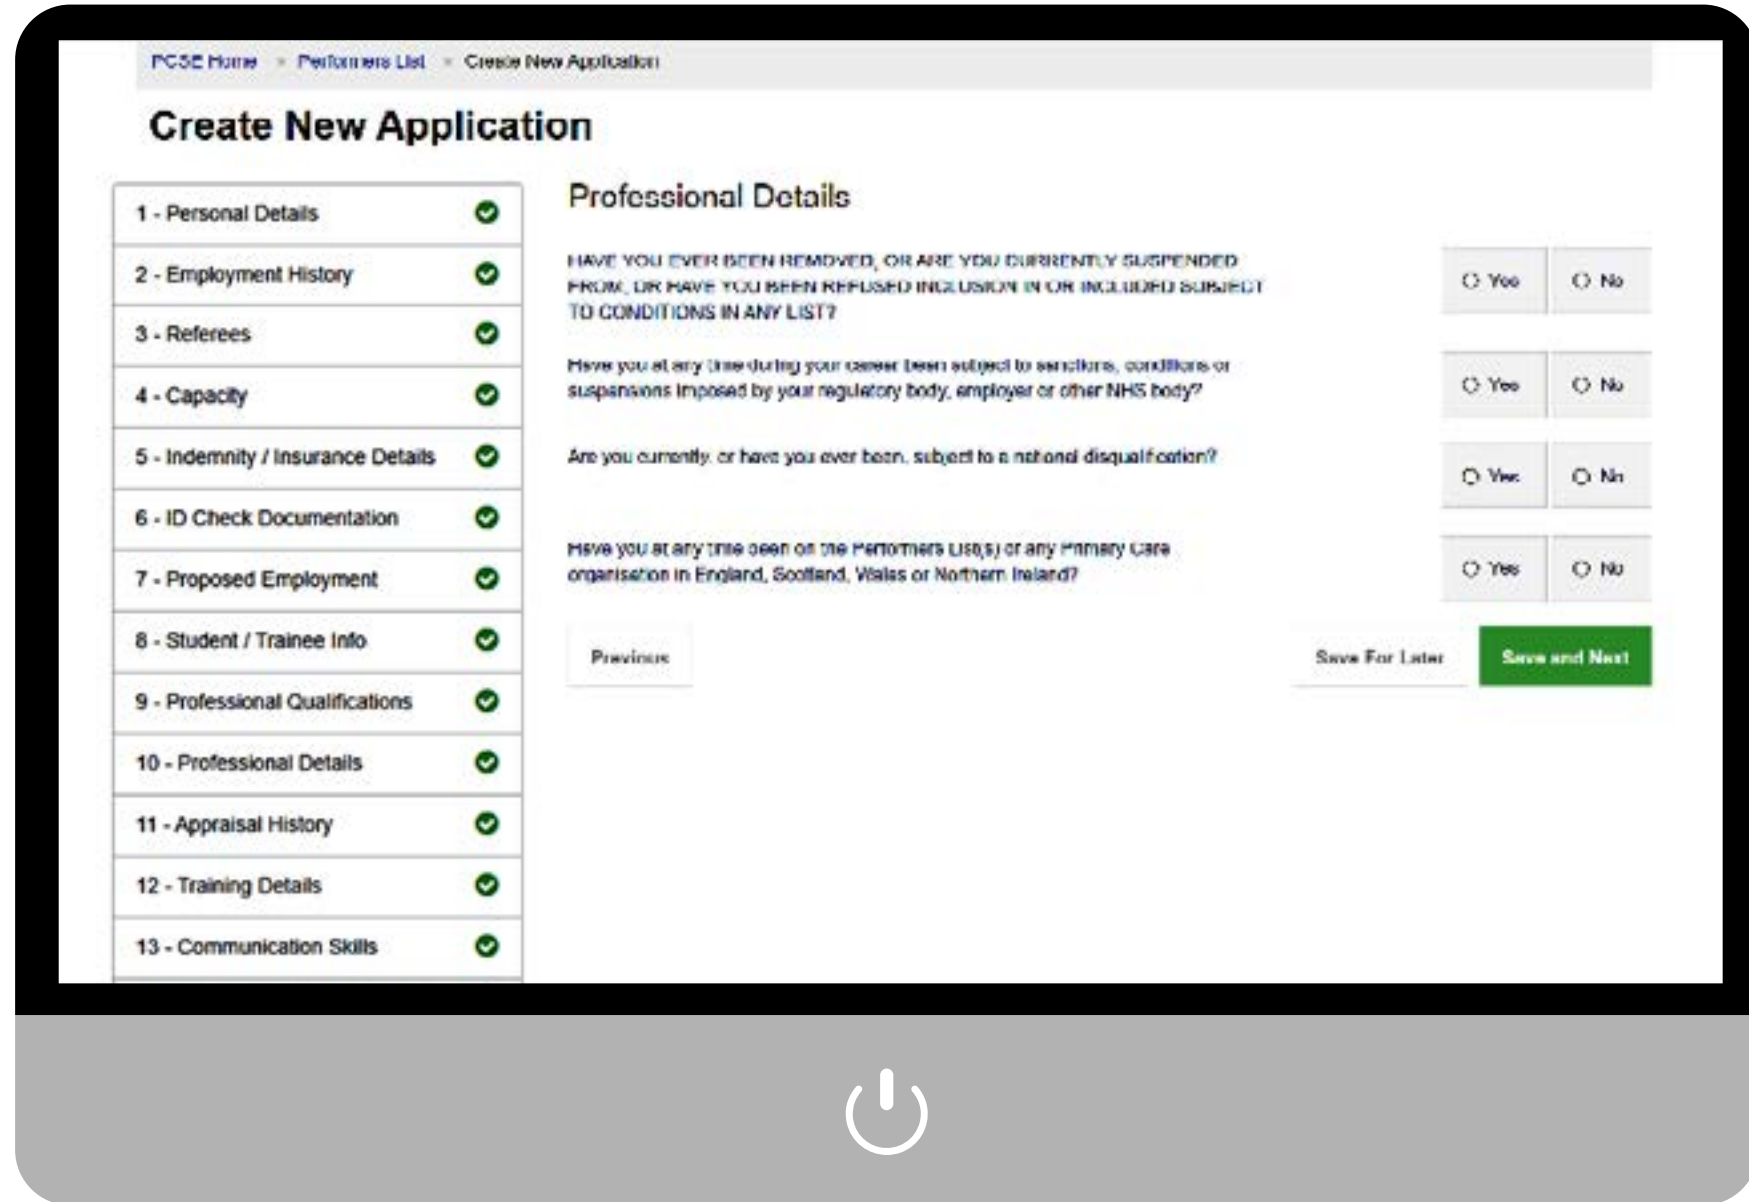 PCSE Home » Performers List » Create New Application
Create New Application
1 - Personal Details
2 - Employment History
3 - Referees
4 - Capacity
5 - Indemnity / Insurance Details
6 - ID Check Documentation
7 - Proposed Employment
8 - Student / Trainee Info
9 - Professional Qualifications
10 - Professional Details
11 - Appraisal History
12 - Training Details
13 - Communication Skills
Professional Details
HAVE YOU EVER BEEN REMOVED, OR ARE YOU CURRENTLY SUSPENDED
FROM, OR HAVE YOU BEEN REFUSED INCLUSION IN OR INCLUDED SUBJECT
TO CONDITIONS IN ANY LIST?
Yes No
Have you at any time during your career been subject to sanctions, conditions or
suspensions imposed by your regulatory body, employer or other NHS body?
Yes No
Are you currently, or have you ever been, subject to a national disqualification?
Yes No
Have you at any time been on the Performers List(s) of any Primary Care
organisation in England, Scotland, Wales or Northern Ireland?
Yes No
Previous
Save For Later
Save and Next